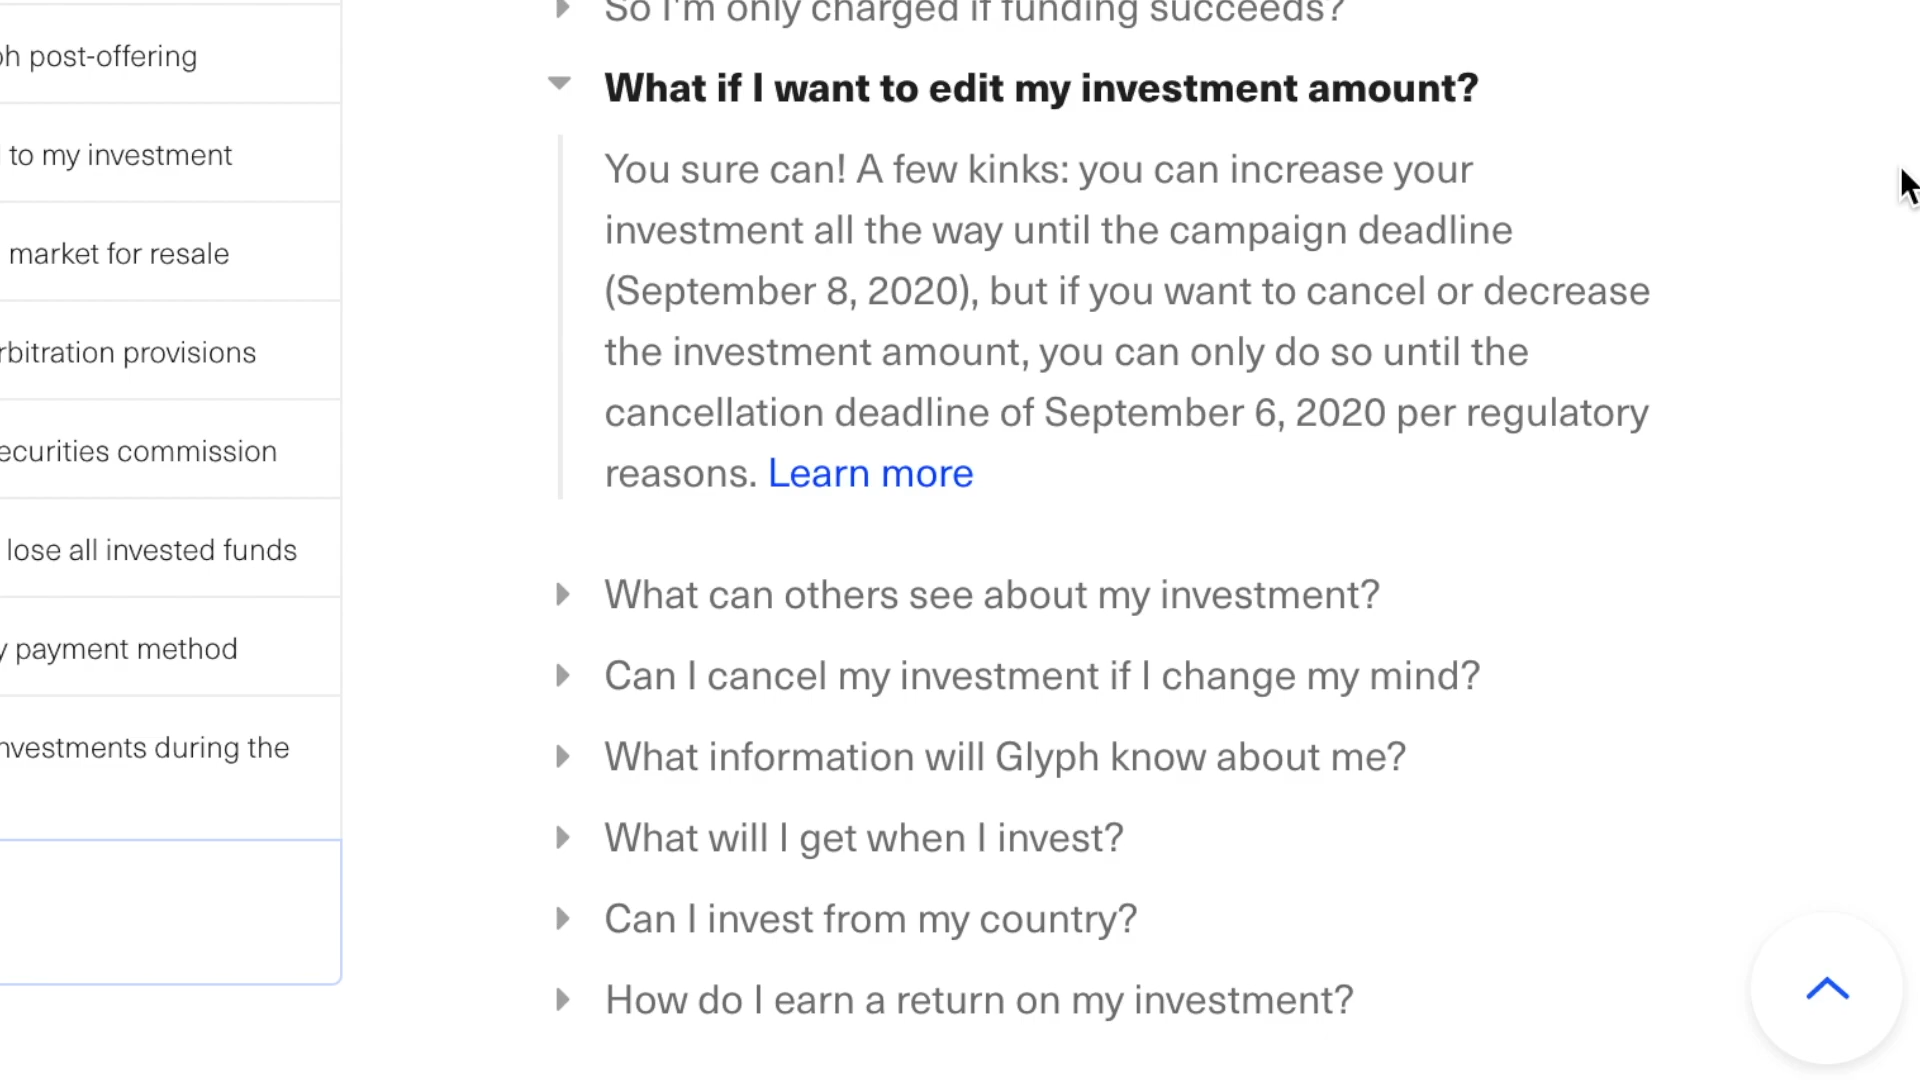 post-offering
to my investment
market for resale
provisions
commission
lose all invested funds
payment method
during the
So I'm only charged if funding succeeds?
What if I want to edit my investment amount?
You sure can! A few kinks: you can increase your
investment all the way until the campaign deadline
(September 8, 2020), but if you want to cancel or decrease
the investment amount, you can only do so until the
cancellation deadline of September 6, 2020 per regulatory
reasons. Learn more
What can others see about my investment?
Can I cancel my investment if I change my mind?
What information will Glyph know about me?
What will I get when I invest?
Can I invest from my country?
How do I earn a return on my investment?